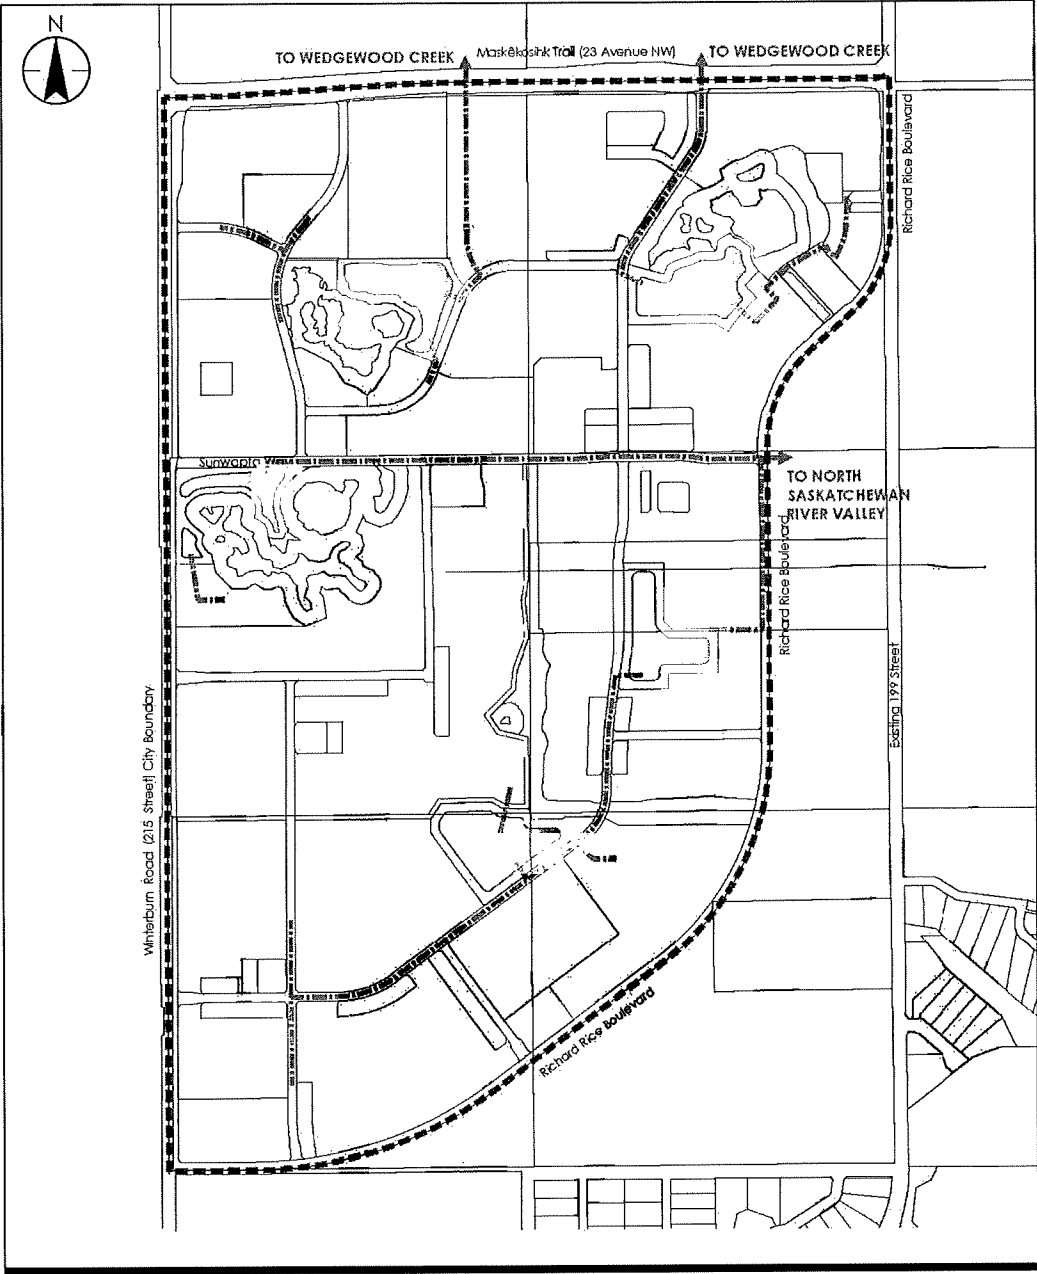 N
TO WEDGEWOOD CREEK
Maskêkosihk Trail (23 Avenue NW)
TO WEDGEWOOD CREEK
Richard Rice Boulevard
Sunwapta
TO NORTH
SASKATCHEWAN
RIVER VALLEY
Richard Rice Boulevard
Existing 199 Street
Winterburn Road (215 Street) City Boundary
Richard Rice Boulevard